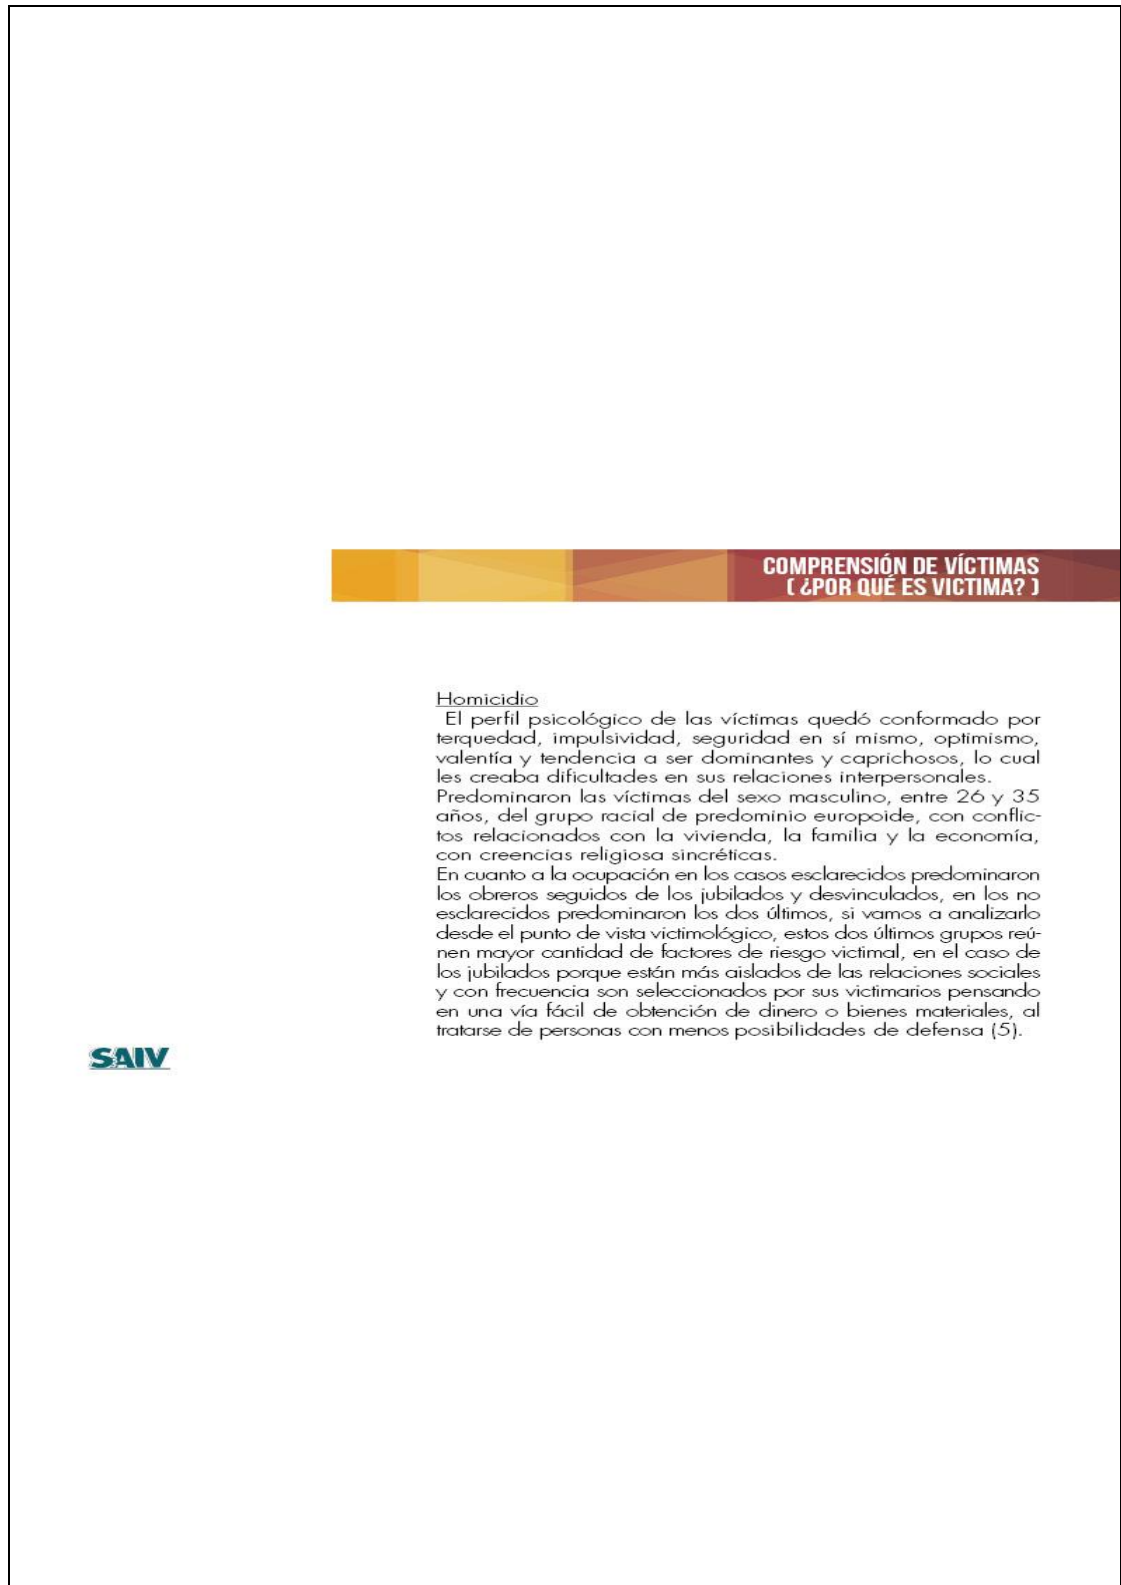 COMPRENSIÓN DE VÍCTIMAS
( ¿POR QUÉ ES VICTIMA? )
Homicidio
El perfil psicológico de las víctimas quedó conformado por
terquedad, impulsividad, seguridad en sí mismo, optimismo,
valentía y tendencia a ser dominantes y caprichosos, lo cual
les creaba dificultades en sus relaciones interpersonales.
Predominaron las víctimas del sexo masculino, entre 26 y 35
años, del grupo racial de predominio europoide, con conflic-
tos relacionados con la vivienda, la familia y la economía,
con creencias religiosa sincréticas.
En cuanto a la ocupación en los casos esclarecidos predominaron
los obreros seguidos de los jubilados y desvinculados, en los no
esclarecidos predominaron los dos últimos, si vamos a analizarlo
desde el punto de vista victimológico, estos dos últimos grupos reú-
nen mayor cantidad de factores de riesgo victimal, en el caso de
los jubilados porque están más aislados de las relaciones sociales
y con frecuencia son seleccionados por sus victimarios pensando
en una vía fácil de obtención de dinero o bienes materiales, al
tratarse de personas con menos posibilidades de defensa (5).
SAIV